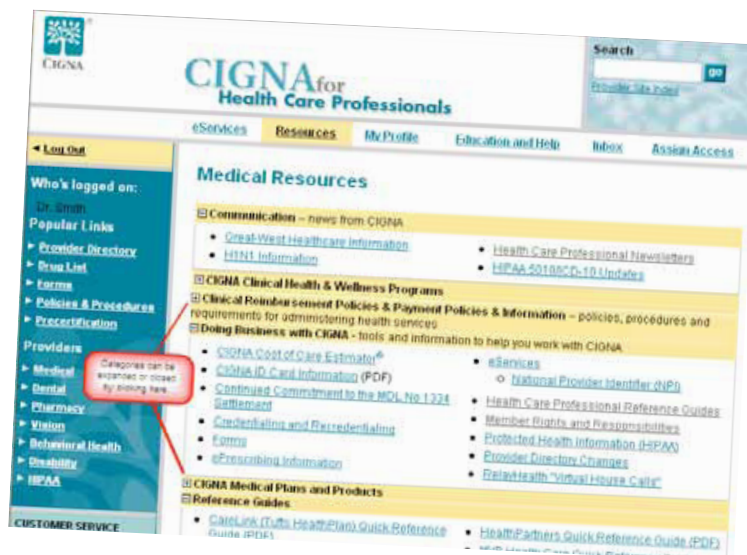 CIGNA
CIGNA for
Health Care Professionals
Search
go
Provider Site Index
eServices Resources My Profile Education and Help Inbox Assign Access
Log Out
Who's logged on:
Dr. Smith
Popular Links
Provider Directory
Drug List
Forms
Policies & Procedures
Precertification
Providers
Medical
Dental
Pharmacy
Vision
Behavioral Health
Disability
HIPAA
CUSTOMER SERVICE
Categories can be
expanded or closed
by clicking here
Medical Resources
Communication – news from CIGNA
Great-West Healthcare Information
H1N1 Information
Health Care Professional Newsletters
HIPAA 5010/ICD-10 Updates
CIGNA Clinical Health & Wellness Programs
Clinical Reimbursement Policies & Payment Policies & Information – policies, procedures and
requirements for administering health services
Doing Business with CIGNA - tools and information to help you work with CIGNA
CIGNA Cost of Care Estimator®
CIGNA ID Card Information (PDF)
Continued Commitment to the MDL No 1334
Settlement
Credentialing and Recredentialing
Forms
ePrescribing Information
eServices
National Provider Identifier (NPI)
Health Care Professional Reference Guides
Member Rights and Responsibilities
Protected Health Information (HIPAA)
Provider Directory Changes
RelayHealth "Virtual House Calls"
CIGNA Medical Plans and Products
Reference Guides
CareLink (Tufts HealthPlan) Quick Reference
Guide (PDF)
HealthPartners Quick Reference Guide (PDF)